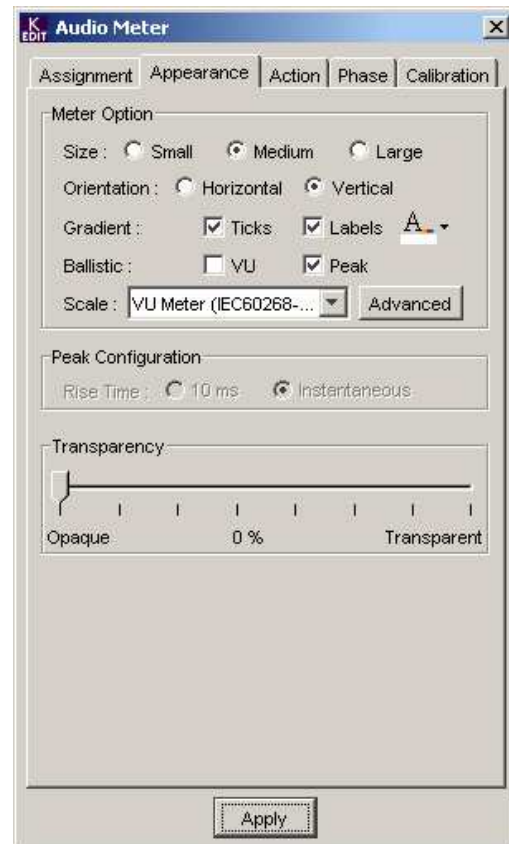 K EDIT Audio Meter
Assignment Appearance Action Phase Calibration
Meter Option
Size : Small Medium Large
Orientation : Horizontal Vertical
Gradient : Ticks Labels A
Ballistic : VU Peak
Scale : VU Meter (IEC60268-... Advanced
Peak Configuration
Rise Time : 10 ms Instantaneous
Transparency
Opaque 0 % Transparent
Apply